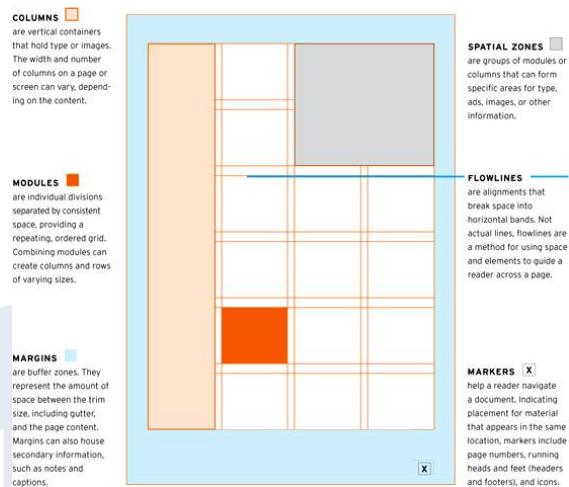 COLUMNS
are vertical containers
that hold type or images.
The width and number
of columns on a page or
screen can vary, depend-
ing on the content.
MODULES
are individual divisions
separated by consistent
space, providing a
repeating, ordered grid.
Combining modules can
create columns and rows
of varying sizes.
MARGINS
are buffer zones. They
represent the amount of
space between the trim
size, including gutter,
and the page content.
Margins can also house
secondary information,
such as notes and
captions.
X
SPATIAL ZONES
are groups of modules or
columns that can form
specific areas for type,
ads, images, or other
information.
FLOWLINES
are alignments that
break space into
horizontal bands. Not
actual lines, flowlines are
a method for using space
and elements to guide a
reader across a page.
MARKERS X
help a reader navigate
a document. Indicating
placement for material
that appears in the same
location, markers include
page numbers, running
heads and feet (headers
and footers), and icons.